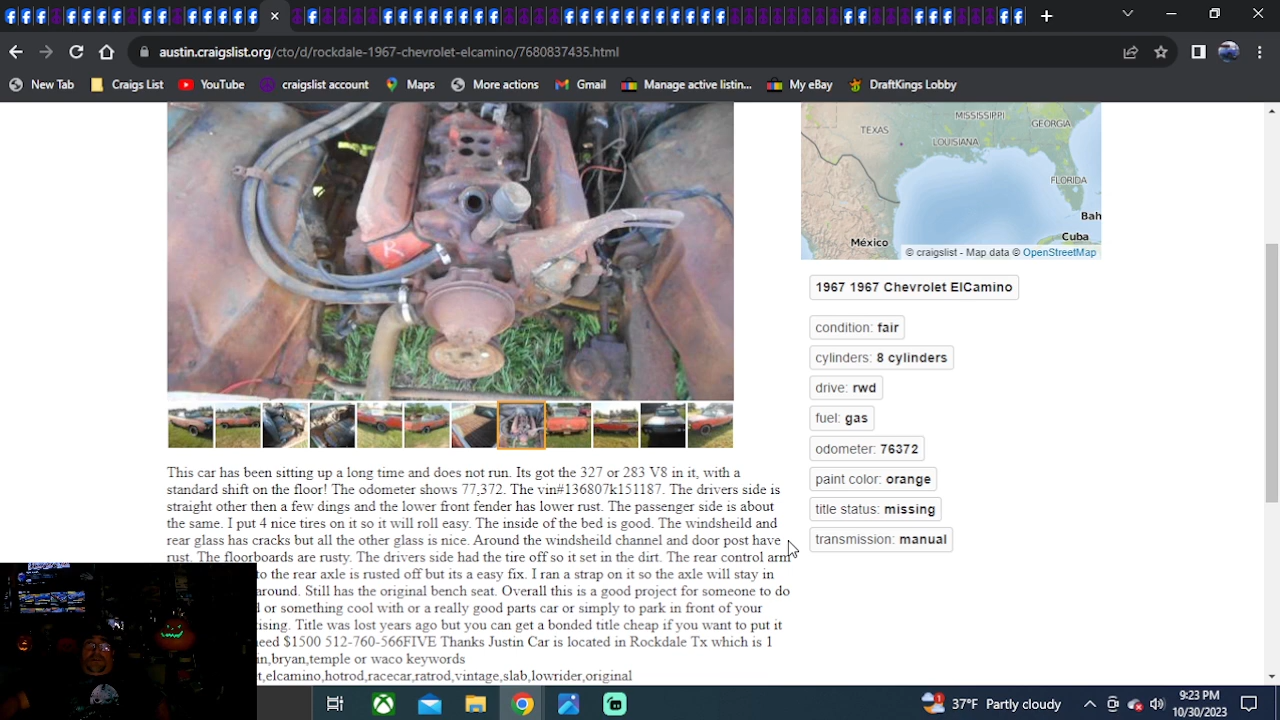 austin.craigslist.org/cto/d/rockdale-1967-chevrolet-elcamino/7680837435.html
New Tab
Craigs List
YouTube
craigslist account
Maps
More actions
Gmail
Manage active listin...
My eBay
DraftKings Lobby
MISSISSIPPI
TEXAS
GEORGIA
LOUISIANA
FLORIDA
Bah
México
Cuba
© craigslist - Map data © OpenStreetMap
1967 1967 Chevrolet ElCamino
condition: fair
cylinders: 8 cylinders
drive: rwd
fuel: gas
odometer: 76372
paint color: orange
title status: missing
transmission: manual
This car has been sitting up a long time and does not run. Its got the 327 or 283 V8 in it, with a
standard shift on the floor! The odometer shows 77,372. The vin#136807k151187. The drivers side is
straight other then a few dings and the lower front fender has lower rust. The passenger side is about
the same. I put 4 nice tires on it so it will roll easy. The inside of the bed is good. The windsheild and
rear glass has cracks but all the other glass is nice. Around the windsheild channel and door post have
rust. The floorboards are rusty. The drivers side had the tire off so it set in the dirt. The rear control arm
to the rear axle is rusted off but its a easy fix. I ran a strap on it so the axle will stay in
around. Still has the original bench seat. Overall this is a good project for someone to do
or something cool with or a really good parts car or simply to park in front of your
ising. Title was lost years ago but you can get a bonded title cheap if you want to put it
need $1500 512-760-566FIVE Thanks Justin Car is located in Rockdale Tx which is 1
in,bryan,temple or waco keywords
t,elcamino,hotrod,racecar,ratrod,vintage,slab,lowrider,original
37°F Partly cloudy
9:23 PM
10/30/2023